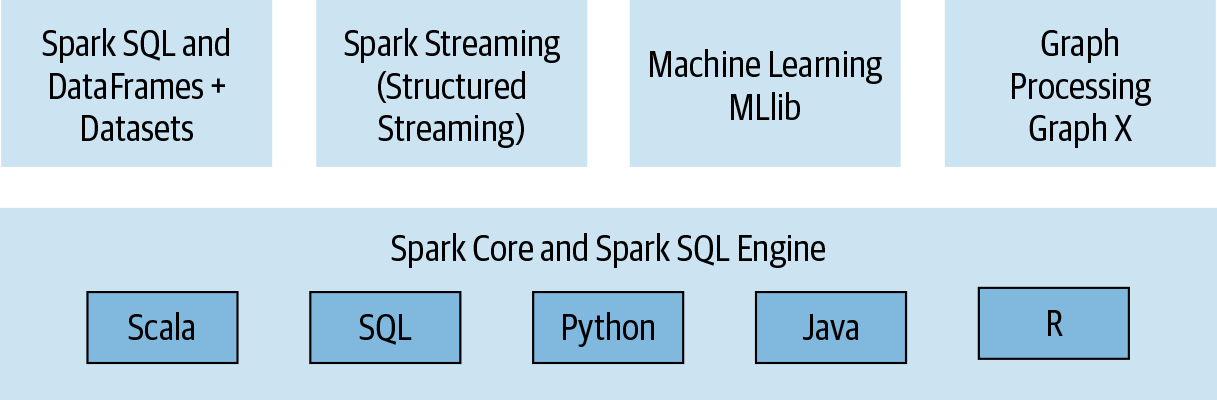 Spark SQL and
DataFrames +
Datasets
Spark Streaming
(Structured
Streaming)
Machine Learning
MLlib
Graph
Processing
Graph X
Spark Core and Spark SQL Engine
Scala
SQL
Python
Java
R